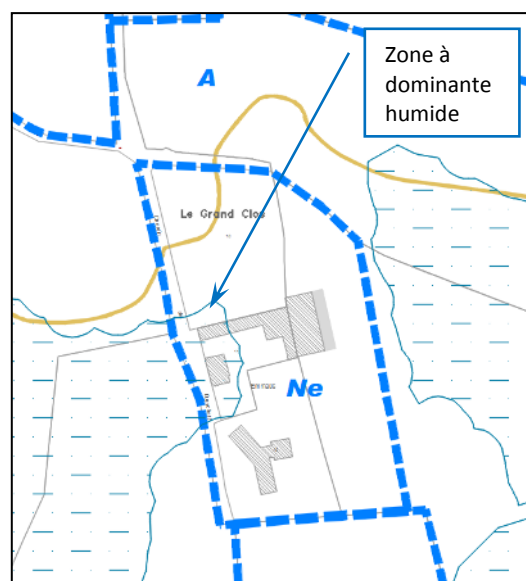 Zone à
dominante
humide
A
Le Grand Clos
Ne